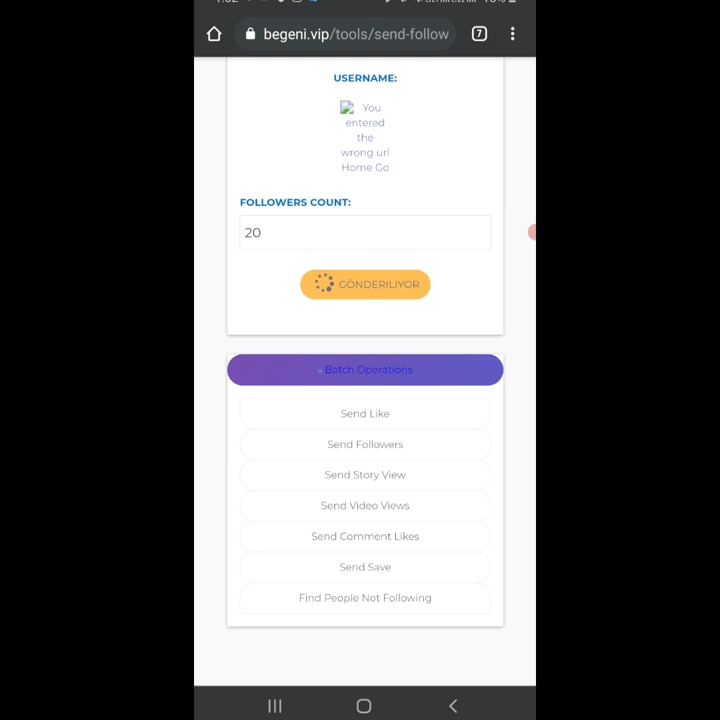 begeni.vip/tools/send-follow
7
USERNAME:
You
entered
the
wrong url
Home Go
FOLLOWERS COUNT:
20
GÖNDERILIYOR
Batch Operations
Send Like
Send Followers
Send Story View
Send Video Views
Send Comment Likes
Send Save
Find People Not Following